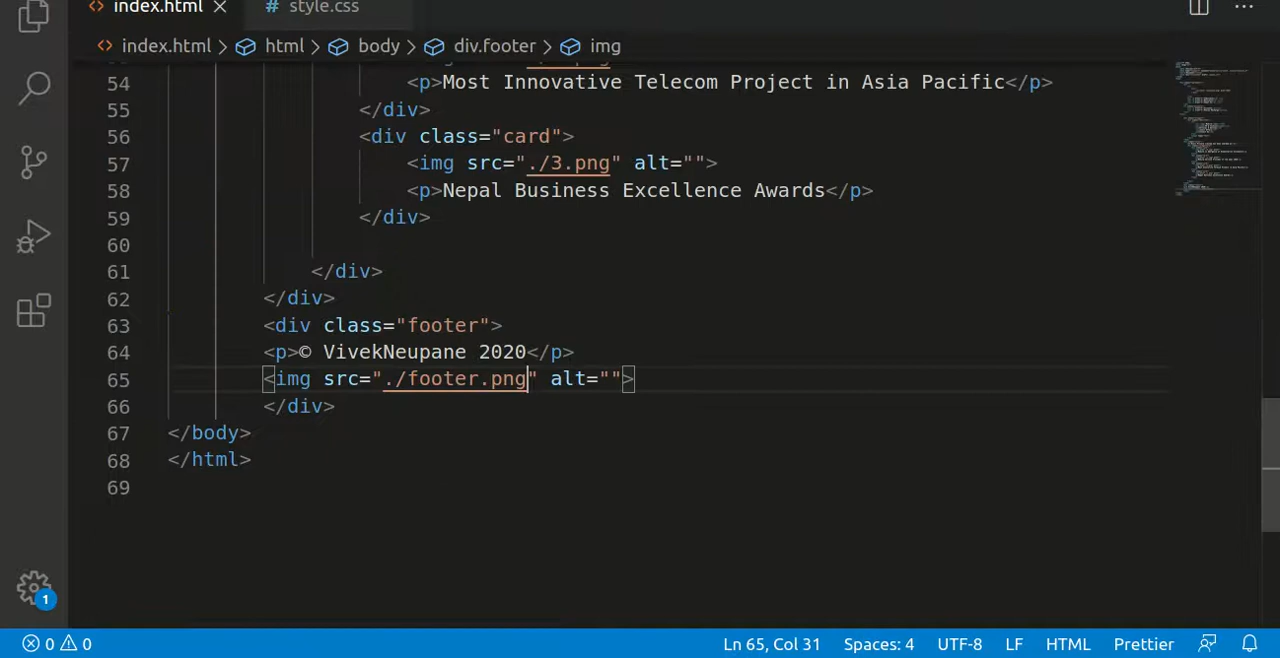 index.html
# style.css
index.html > html > body > div.footer > img
54 <p>Most Innovative Telecom Project in Asia Pacific</p>
55 </div>
56 <div class="card">
57 <img src="./3.png" alt="">
58 <p>Nepal Business Excellence Awards</p>
59 </div>
60
61 </div>
62 </div>
63 <div class="footer">
64 <p>© VivekNeupane 2020</p>
65 <img src="./footer.png" alt="">
66 </div>
67 </body>
68 </html>
69
1
0 0 Ln 65, Col 31 Spaces: 4 UTF-8 LF HTML Prettier